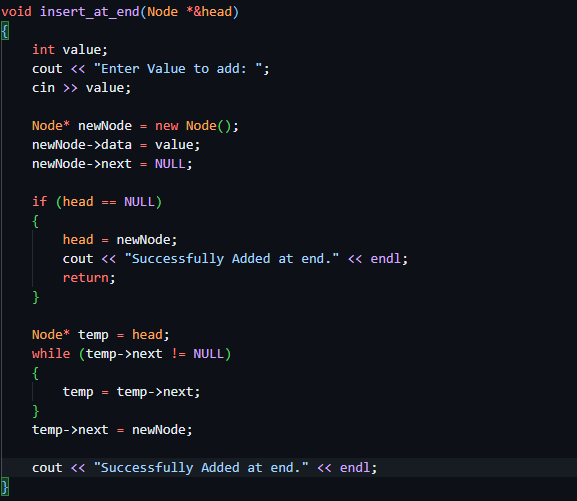 void insert_at_end(Node *&head)
{
    int value;
    cout << "Enter Value to add: ";
    cin >> value;

    Node* newNode = new Node();
    newNode->data = value;
    newNode->next = NULL;

    if (head == NULL)
    {
        head = newNode;
        cout << "Successfully Added at end." << endl;
        return;
    }

    Node* temp = head;
    while (temp->next != NULL)
    {
        temp = temp->next;
    }
    temp->next = newNode;

    cout << "Successfully Added at end." << endl;
}